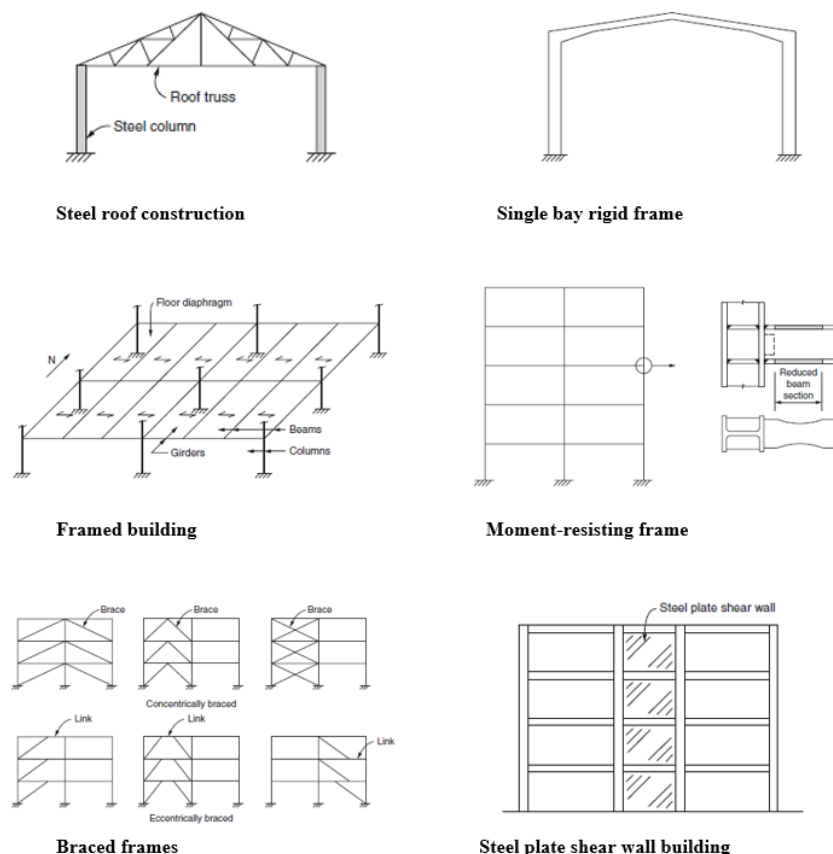 Roof truss
Steel column
Steel roof construction
Single bay rigid frame
Floor diaphragm
N
Beams
Girders
Columns
Framed building
Reduced
beam
section
Moment-resisting frame
Brace
Brace
Brace
Concentrically braced
Link
Link
Link
Eccentrically braced
Braced frames
Steel plate shear wall
Steel plate shear wall building